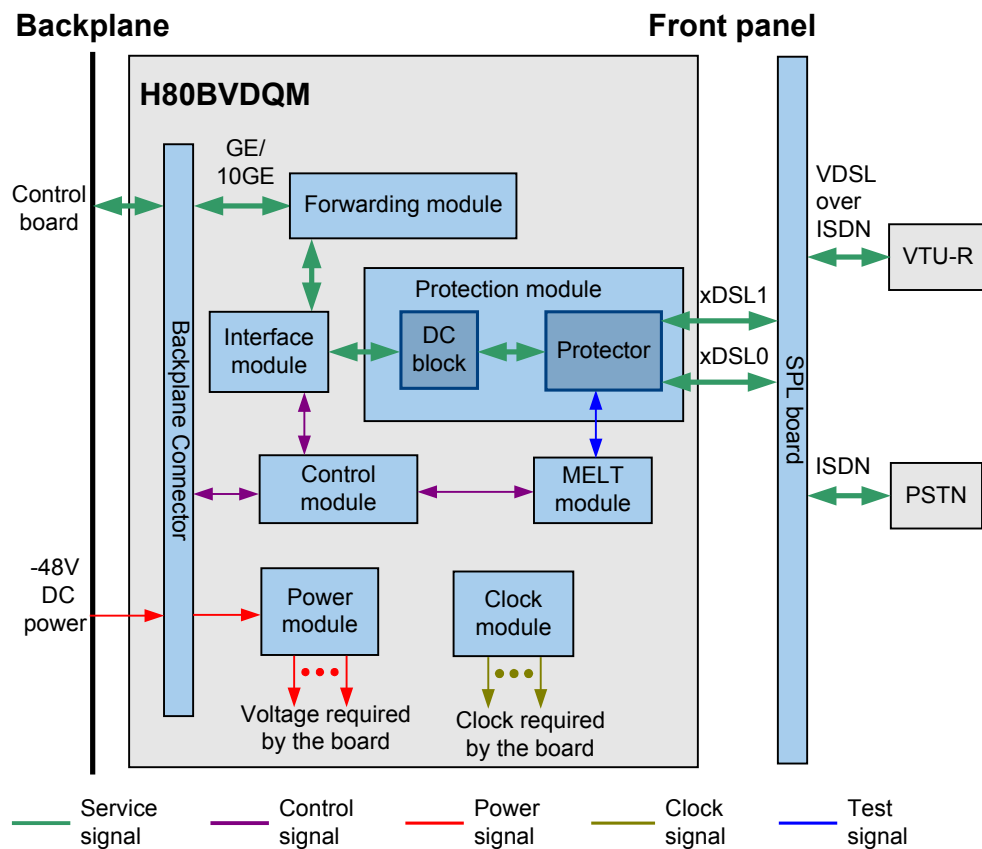 Backplane
Front panel
H80BVDQM
GE/
10GE
Control
board
Forwarding module
VDSL
over
ISDN
VTU-R
Protection module
xDSL1
Interface
module
DC
block
Protector
xDSL0
Backplane Connector
SPL board
Control
module
MELT
module
ISDN
PSTN
-48V
DC
power
Power
module
Clock
module
Voltage required
by the board
Clock required
by the board
Service
signal
Control
signal
Power
signal
Clock
signal
Test
signal